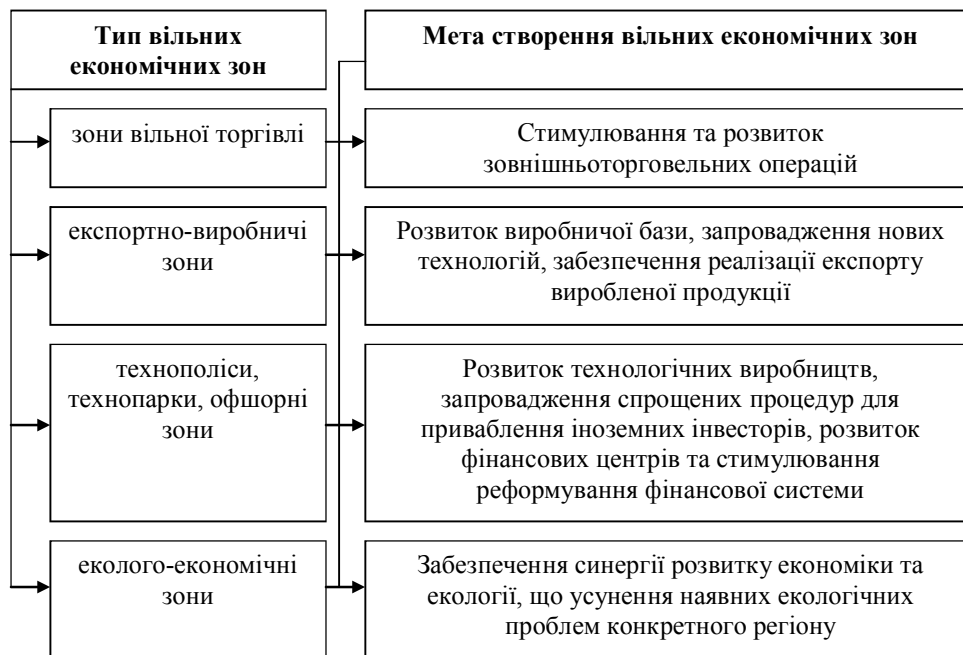 Тип вільних
економічних зон
Мета створення вільних економічних зон
зони вільної торгівлі
Стимулювання та розвиток
зовнішньоторговельних операцій
експортно-виробничі
зони
Розвиток виробничої бази, запровадження нових
технологій, забезпечення реалізації експорту
виробленої продукції
технополіси,
технопарки, офшорні
зони
Розвиток технологічних виробництв,
запровадження спрощених процедур для
приваблення іноземних інвесторів, розвиток
фінансових центрів та стимулювання
реформування фінансової системи
еколого-економічні
зони
Забезпечення синергії розвитку економіки та
екології, що усунення наявних екологічних
проблем конкретного регіону